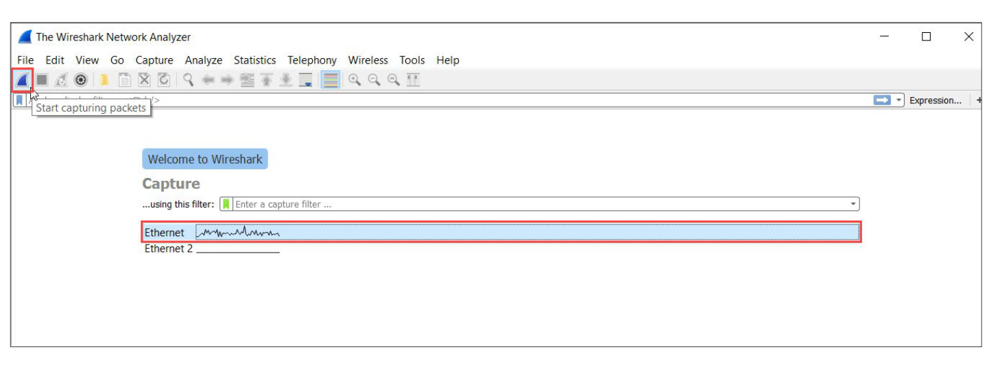 The Wireshark Network Analyzer
File Edit View Go Capture Analyze Statistics Telephony Wireless Tools Help
/>
Expression... +
Start capturing packets
Welcome to Wireshark
Capture
...using this filter: Enter a capture filter ...
Ethernet
Ethernet 2